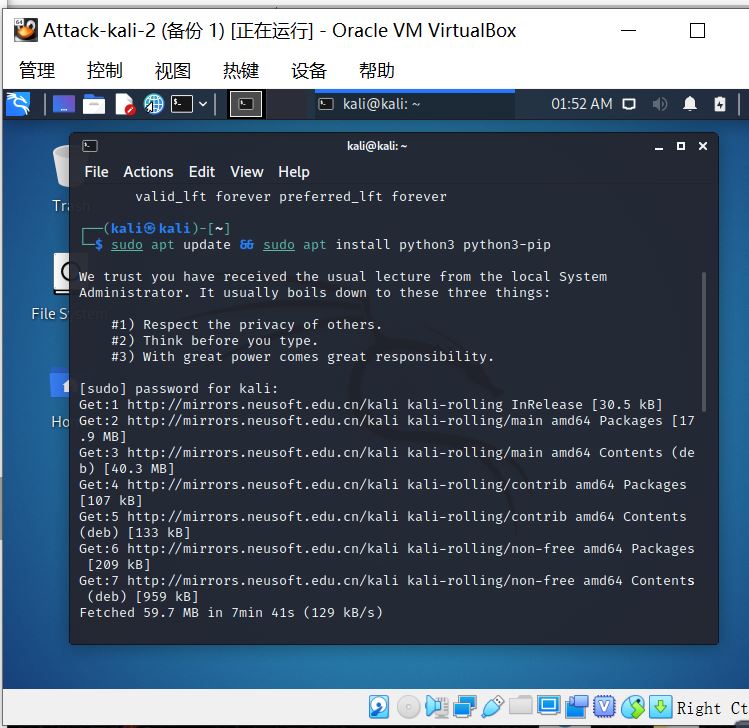 Attack-kali-2 (备份 1) [正在运行] - Oracle VM VirtualBox
管理 控制 视图 热键 设备 帮助
kali@kali: ~ 01:52 AM
kali@kali: ~
File Actions Edit View Help
Trash
File System
Ho
valid_lft forever preferred_lft forever
┌──(kali㉿kali)-[~]
└─$ sudo apt update && sudo apt install python3 python3-pip
We trust you have received the usual lecture from the local System
Administrator. It usually boils down to these three things:
#1) Respect the privacy of others.
#2) Think before you type.
#3) With great power comes great responsibility.
[sudo] password for kali:
Get:1 http://mirrors.neusoft.edu.cn/kali kali-rolling InRelease [30.5 kB]
Get:2 http://mirrors.neusoft.edu.cn/kali kali-rolling/main amd64 Packages [17
.9 MB]
Get:3 http://mirrors.neusoft.edu.cn/kali kali-rolling/main amd64 Contents (de
b) [40.3 MB]
Get:4 http://mirrors.neusoft.edu.cn/kali kali-rolling/contrib amd64 Packages
[107 kB]
Get:5 http://mirrors.neusoft.edu.cn/kali kali-rolling/contrib amd64 Contents
(deb) [133 kB]
Get:6 http://mirrors.neusoft.edu.cn/kali kali-rolling/non-free amd64 Packages
[209 kB]
Get:7 http://mirrors.neusoft.edu.cn/kali kali-rolling/non-free amd64 Contents
(deb) [959 kB]
Fetched 59.7 MB in 7min 41s (129 kB/s)
Right Ct